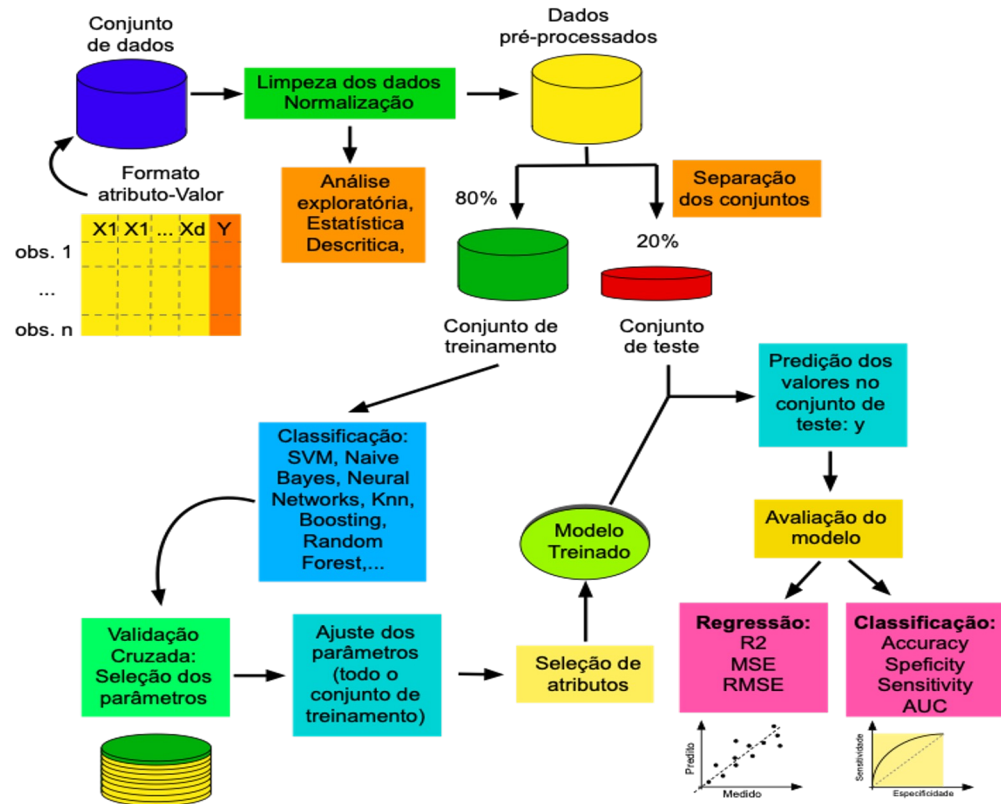 Conjunto
de dados
Dados
pré-processados
Limpeza dos dados
Normalização
Formato
atributo-Valor
X1 X1 ... Xd Y
obs. 1
...
obs. n
Análise
exploratória,
Estatística
Descritica,
80%
Separação
dos conjuntos
20%
Conjunto de
treinamento
Conjunto
de teste
Predição dos
valores no
conjunto de
teste: y
Classificação:
SVM, Naive
Bayes, Neural
Networks, Knn,
Boosting,
Random
Forest,...
Modelo
Treinado
Avaliação do
modelo
Validação
Cruzada:
Seleção dos
parâmetros
Ajuste dos
parâmetros
(todo o
conjunto de
treinamento)
Seleção de
atributos
Regressão:
R2
MSE
RMSE
Classificação:
Accuracy
Speficity
Sensitivity
AUC
Predito
Medido
Sensitividade
Especificidade